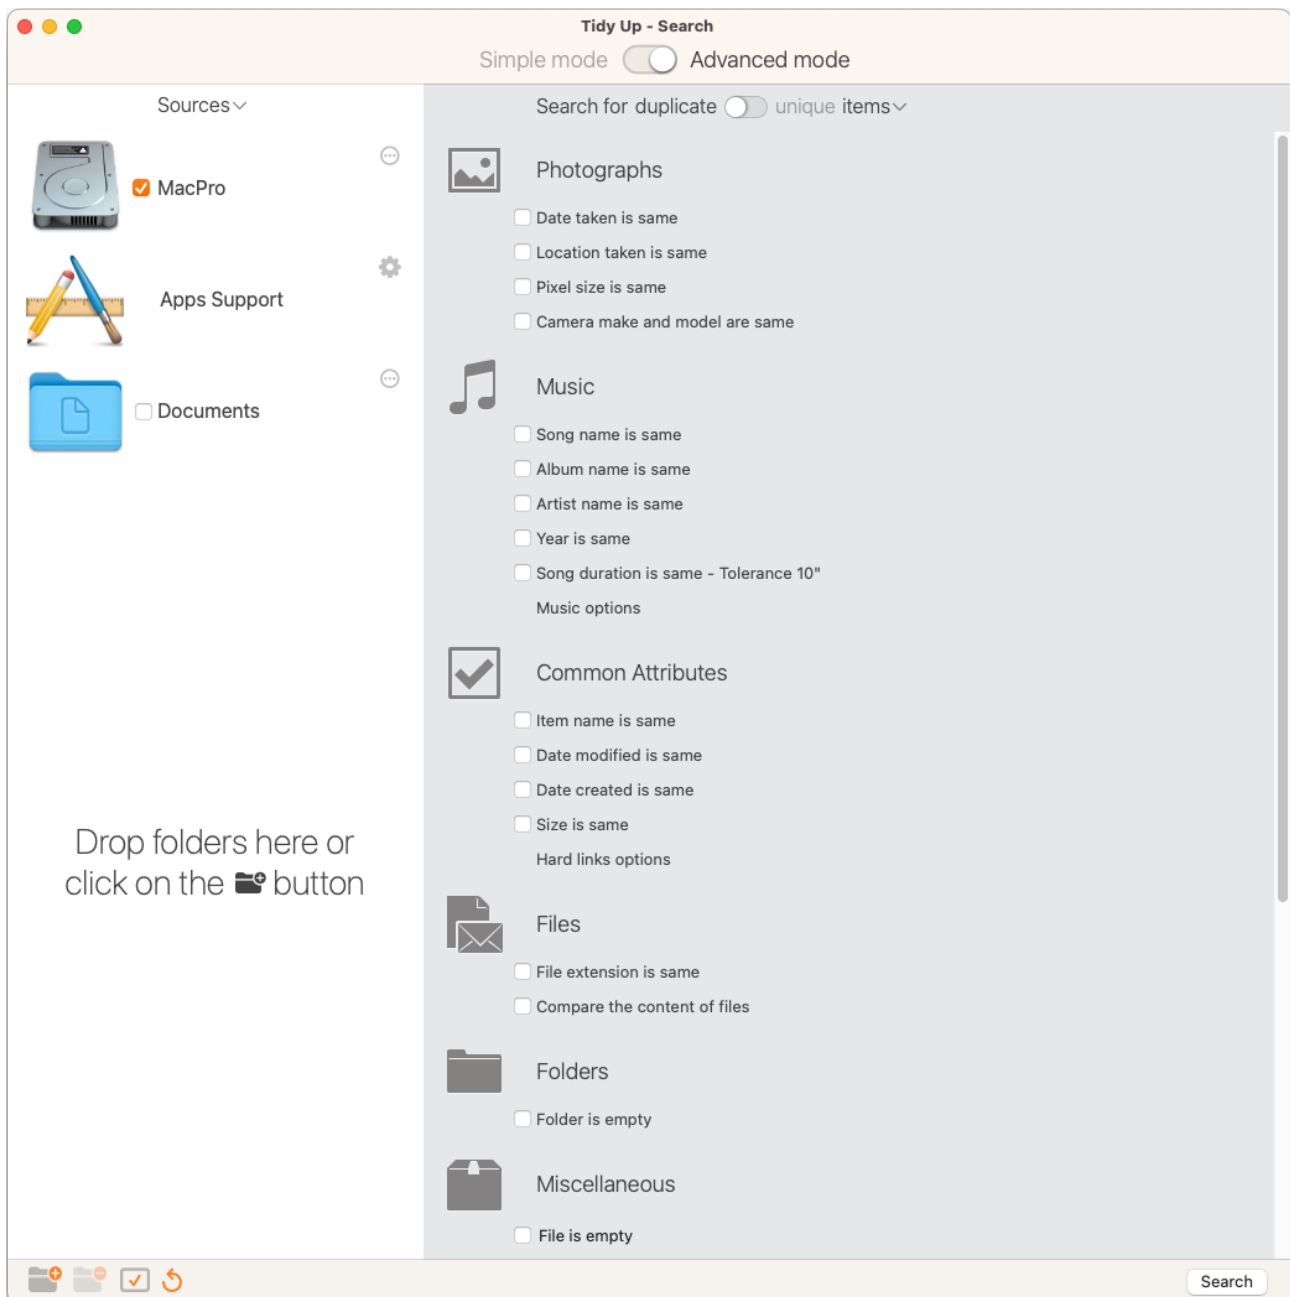 Tidy Up - Search
Simple mode Advanced mode
Sources
MacPro
Apps Support
Documents
Drop folders here or
click on the button
Search for duplicate unique items
Photographs
Date taken is same
Location taken is same
Pixel size is same
Camera make and model are same
Music
Song name is same
Album name is same
Artist name is same
Year is same
Song duration is same - Tolerance 10"
Music options
Common Attributes
Item name is same
Date modified is same
Date created is same
Size is same
Hard links options
Files
File extension is same
Compare the content of files
Folders
Folder is empty
Miscellaneous
File is empty
Search